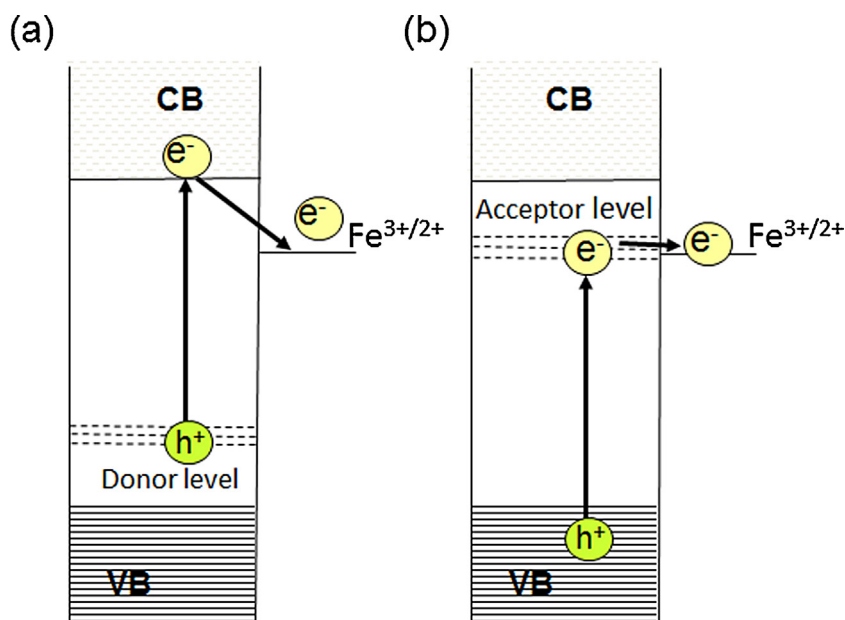 (a)
CB
e⁻
e⁻
Fe³⁺/²⁺
h⁺
Donor level
VB
(b)
CB
Acceptor level
e⁻
e⁻
Fe³⁺/²⁺
h⁺
VB